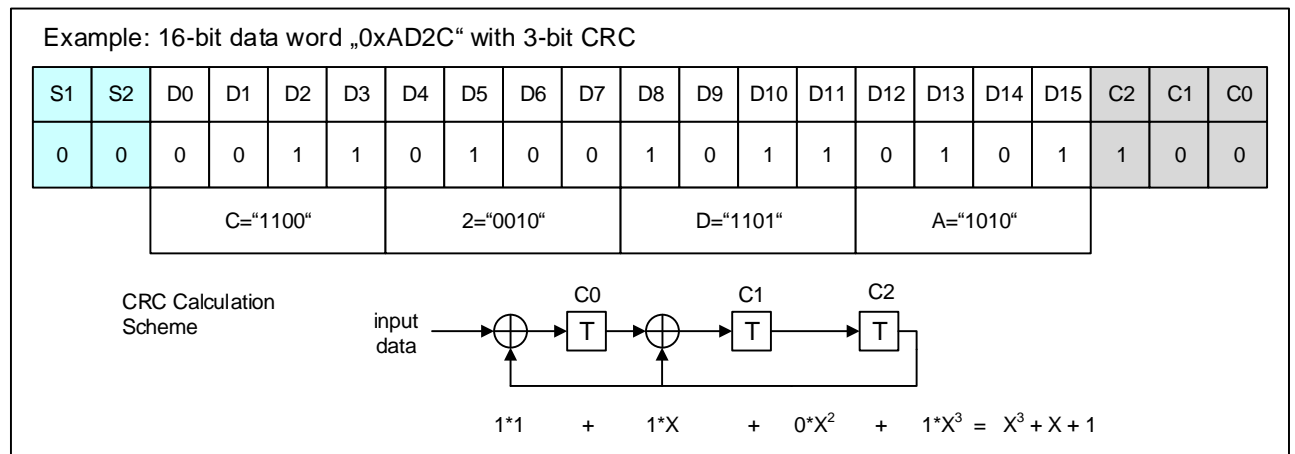 Example: 16-bit data word „0xAD2C“ with 3-bit CRC
S1 S2 D0 D1 D2 D3 D4 D5 D6 D7 D8 D9 D10 D11 D12 D13 D14 D15 C2 C1 C0
0 0 0 0 1 1 0 1 0 0 1 0 1 1 0 1 0 1 1 0 0
C=“1100“ 2=“0010“ D=“1101“ A=“1010“
CRC Calculation
Scheme
input
data
C0 C1 C2
T T T
1*1 + 1*X + 0*X² + 1*X³ = X³ + X + 1